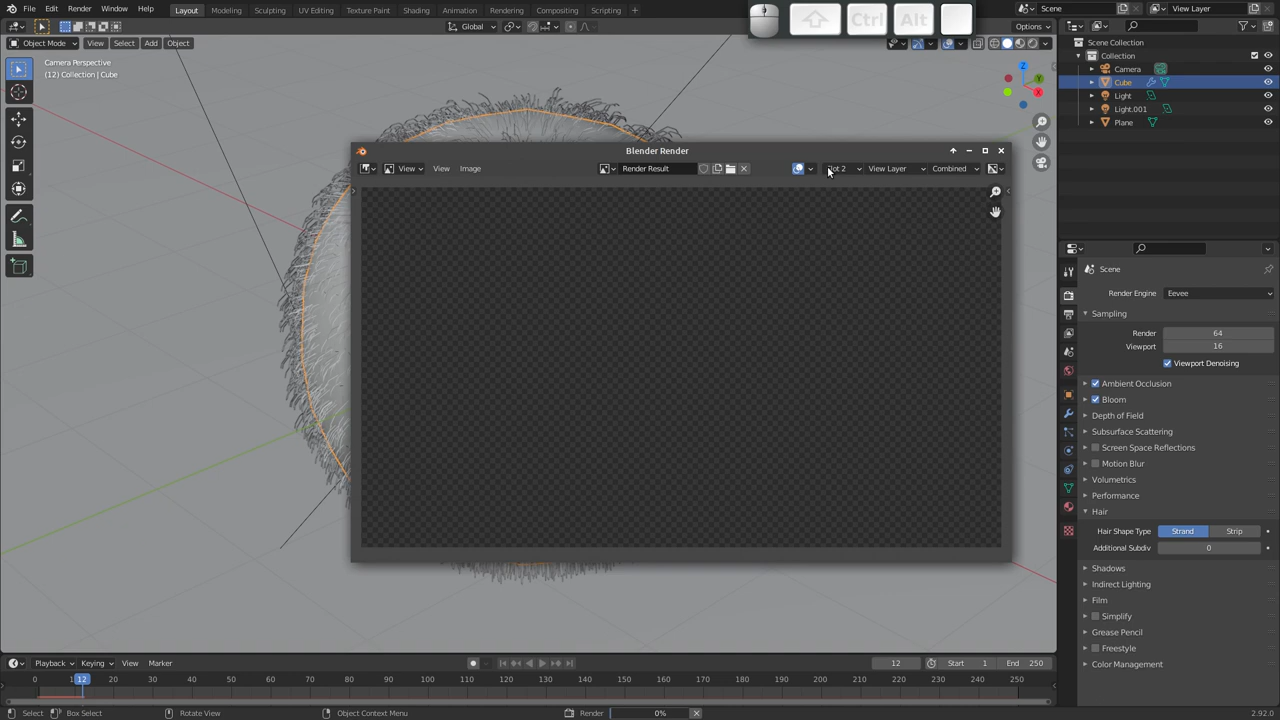 File Edit Render Window Help
Layout Modeling Sculpting UV Editing Texture Paint Shading Animation Rendering Compositing Scripting +
Ctrl Alt
Scene
View Layer
Global
Options
Object Mode View Select Add Object
Scene Collection
Collection
Camera
Cube
Light
Light.001
Plane
Camera Perspective
(12) Collection | Cube
Z
Y
X
Blender Render
View View Image
Render Result
View Layer
Combined
Scene
Render Engine Eevee
Sampling
Render 64
Viewport 16
Viewport Denoising
Ambient Occlusion
Bloom
Depth of Field
Subsurface Scattering
Screen Space Reflections
Motion Blur
Volumetrics
Performance
Hair
Hair Shape Type Strand Strip
Additional Subdiv 0
Shadows
Indirect Lighting
Film
Simplify
Grease Pencil
Freestyle
Color Management
Playback Keying View Marker
12
Start 1
End 250
0 12 20 30 40 50 60 70 80 90 100 110 120 130 140 150 160 170 180 190 200 210 220 230 240 250
Select
Box Select
Rotate View
Object Context Menu
Render 0%
2.92.0